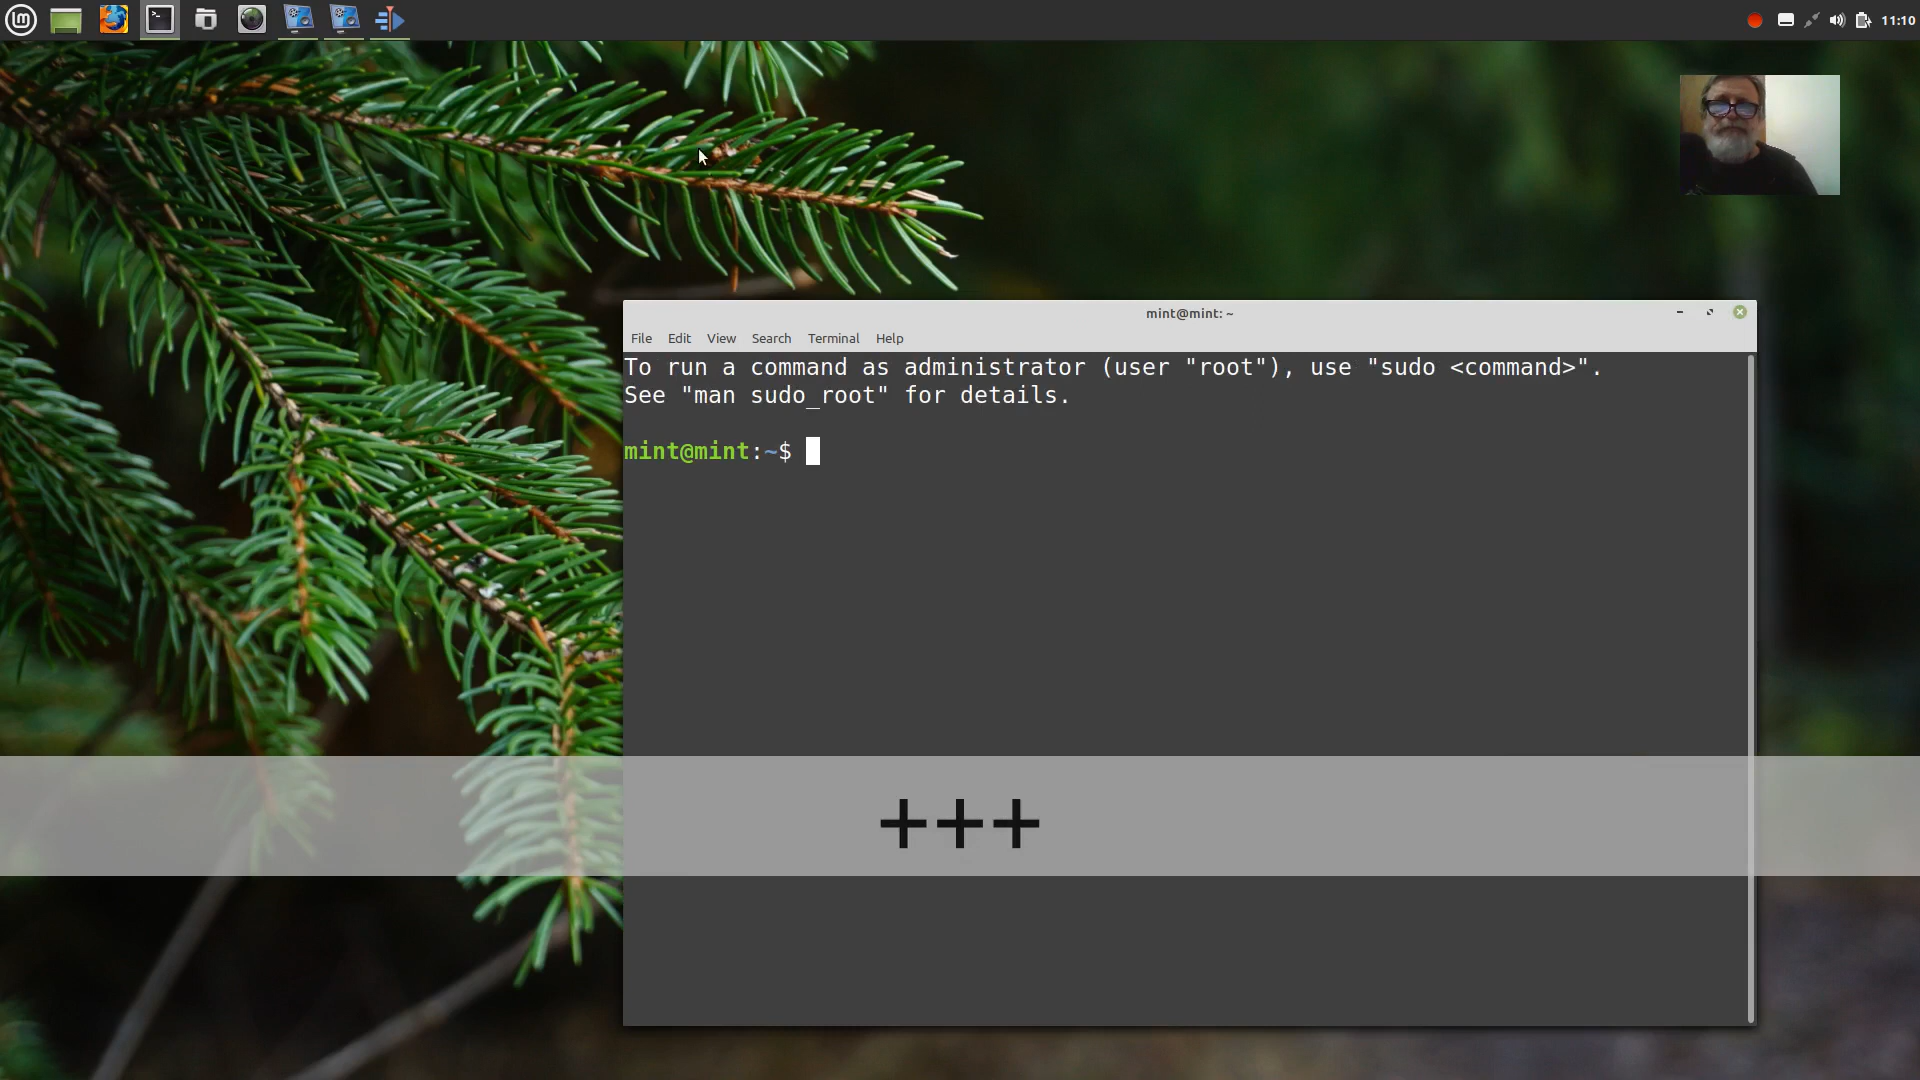 11:10
mint@mint: ~
File Edit View Search Terminal Help
To run a command as administrator (user "root"), use "sudo <command>".
See "man sudo_root" for details.
mint@mint:~$
+++